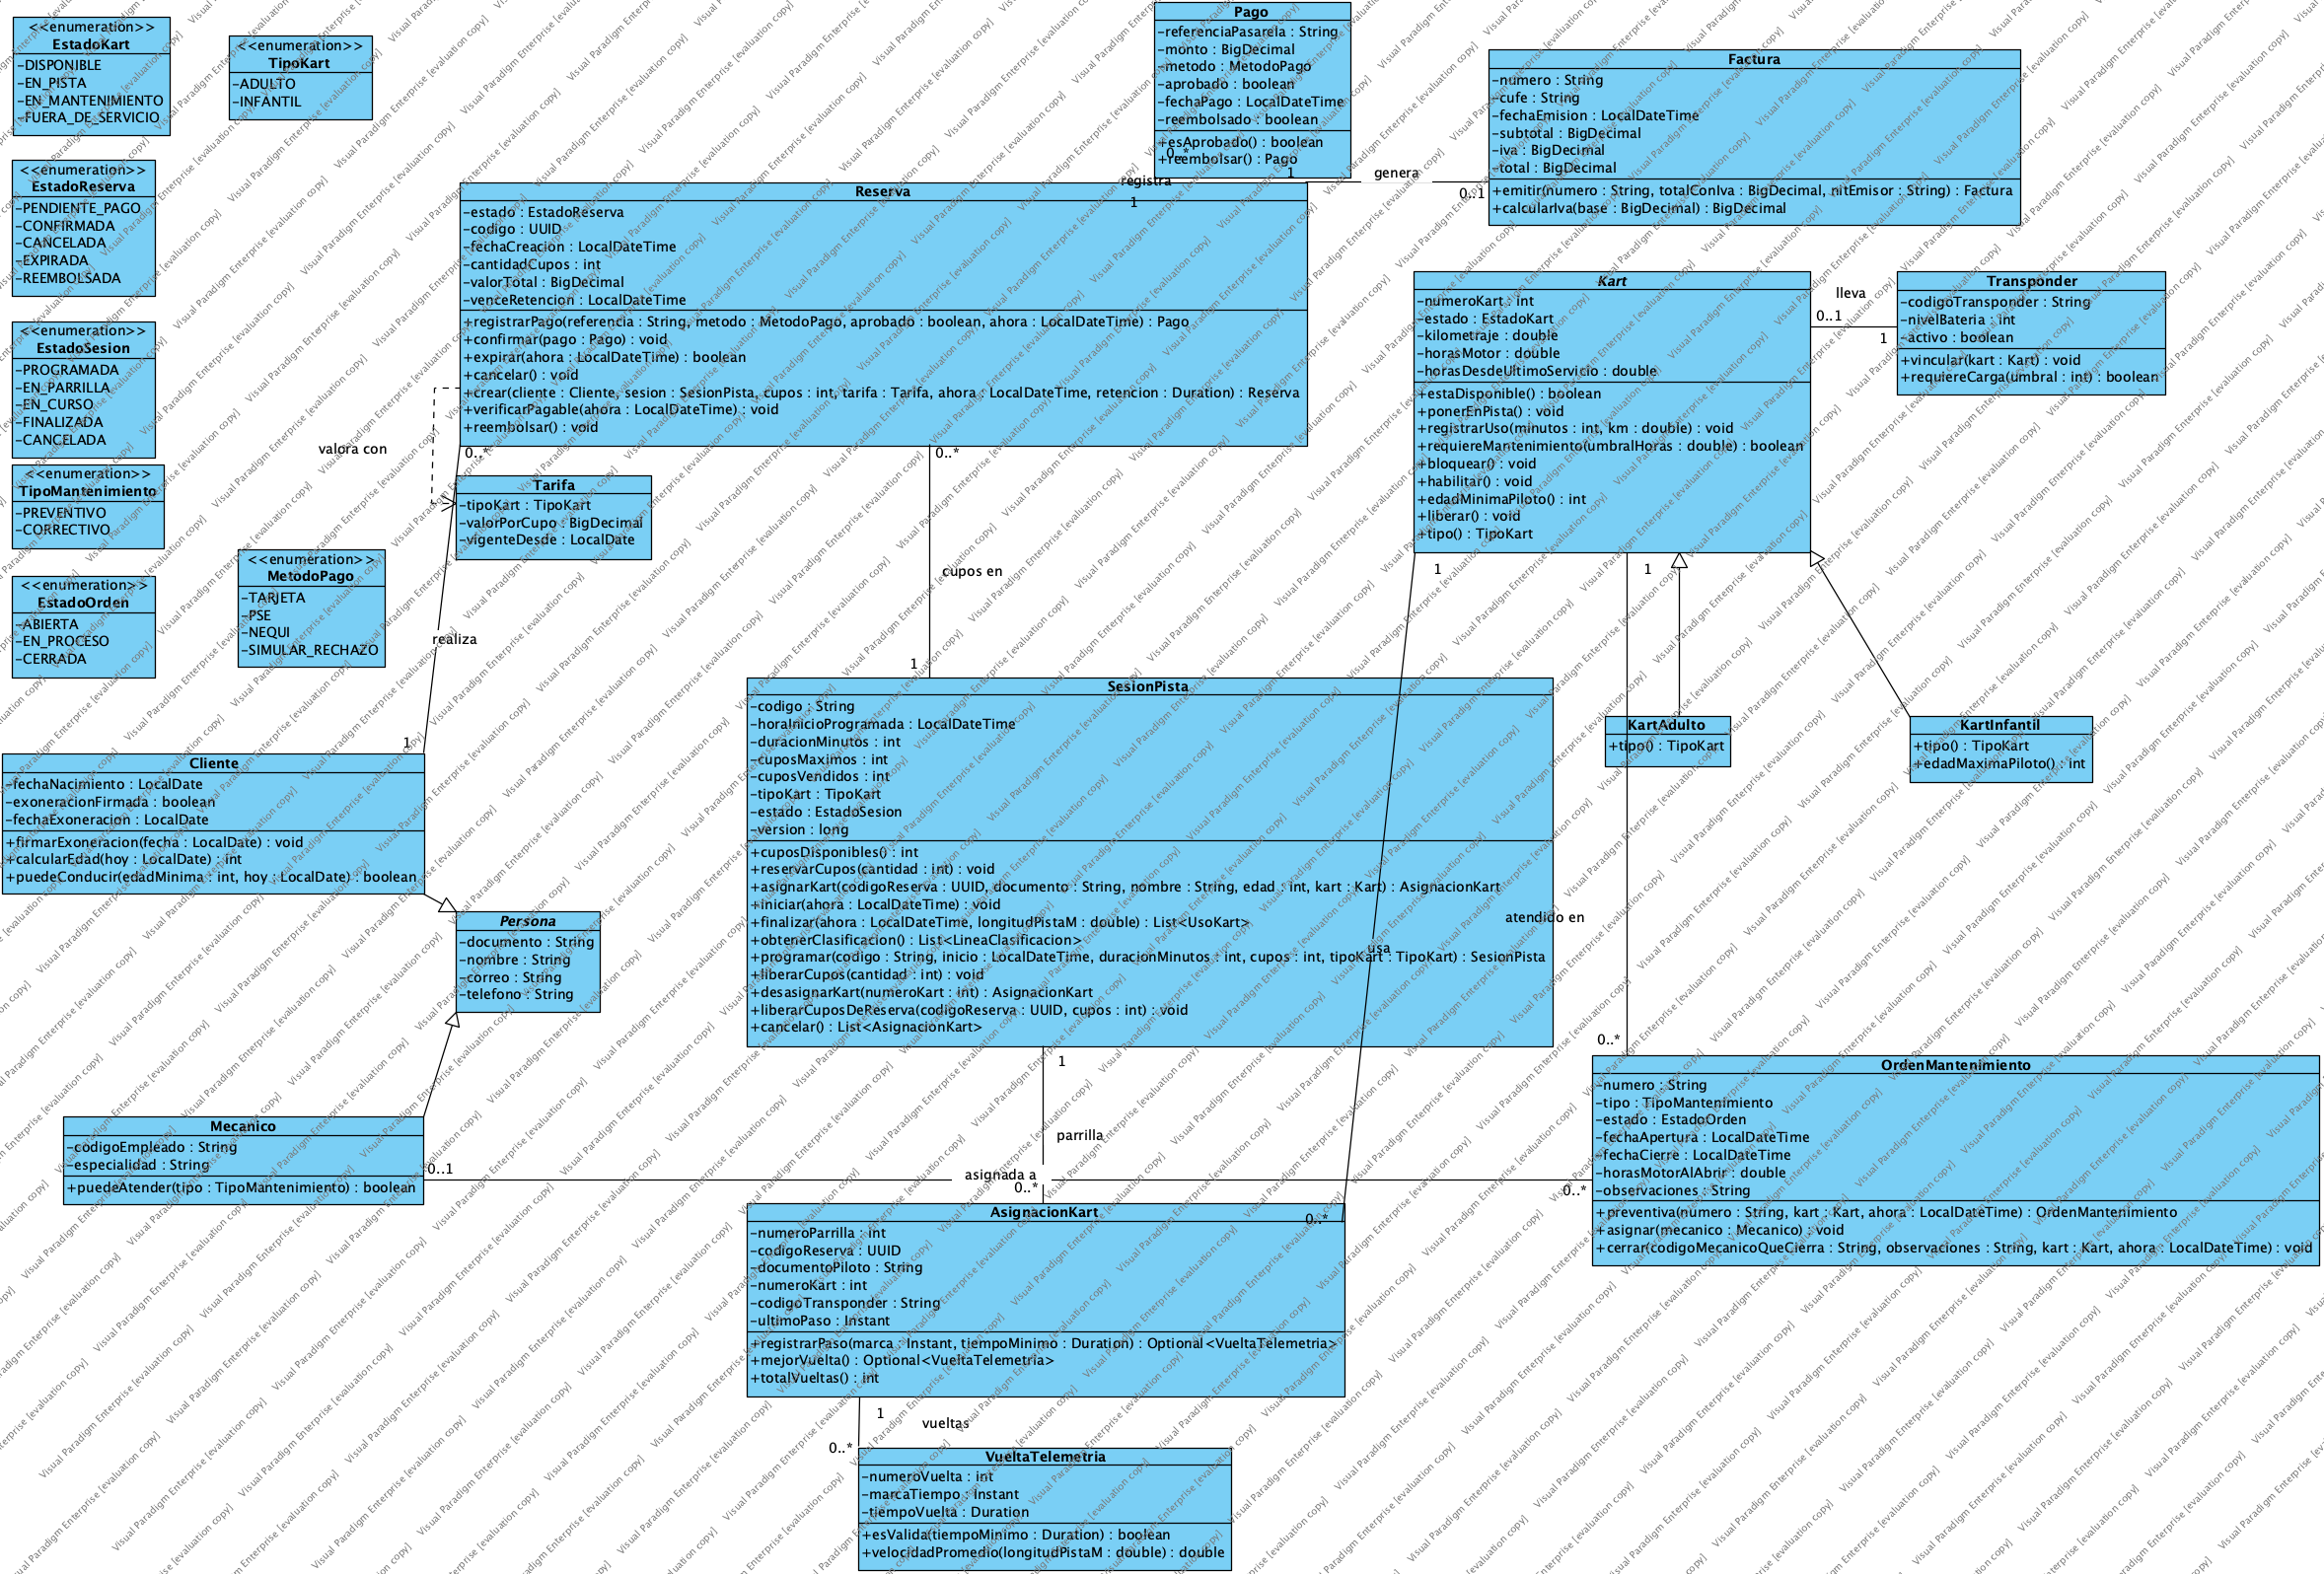 <<enumeration>>
EstadoKart
-DISPONIBLE
-EN_PISTA
-EN_MANTENIMIENTO
-FUERA_DE_SERVICIO
<<enumeration>>
TipoKart
-ADULTO
-INFANTIL
<<enumeration>>
EstadoReserva
-PENDIENTE_PAGO
-CONFIRMADA
-CANCELADA
-EXPIRADA
-REEMBOLSADA
<<enumeration>>
EstadoSesion
-PROGRAMADA
-EN_PARRILLA
-EN_CURSO
-FINALIZADA
-CANCELADA
<<enumeration>>
TipoMantenimiento
-PREVENTIVO
-CORRECTIVO
<<enumeration>>
EstadoOrden
-ABIERTA
-EN_PROCESO
-CERRADA
<<enumeration>>
MetodoPago
-TARJETA
-PSE
-NEQUI
-SIMULAR_RECHAZO
Pago
-referenciaPasarela : String
-monto : BigDecimal
-metodo : MetodoPago
-aprobado : boolean
-fechaPago : LocalDateTime
-reembolsado : boolean
+esAprobado() : boolean
+reembolsar() : Pago
0..*
registra
1
1
genera
0..1
Factura
-numero : String
-cufe : String
-fechaEmision : LocalDateTime
-subtotal : BigDecimal
-iva : BigDecimal
-total : BigDecimal
+emitir(numero : String, totalConIva : BigDecimal, nitEmisor : String) : Factura
+calcularIva(base : BigDecimal) : BigDecimal
Reserva
-estado : EstadoReserva
-codigo : UUID
-fechaCreacion : LocalDateTime
-cantidadCupos : int
-valorTotal : BigDecimal
-venceRetencion : LocalDateTime
+registrarPago(referencia : String, metodo : MetodoPago, aprobado : boolean, ahora : LocalDateTime) : Pago
+confirmar(pago : Pago) : void
+expirar(ahora : LocalDateTime) : boolean
+cancelar() : void
+crear(cliente : Cliente, sesion : SesionPista, cupos : int, tarifa : Tarifa, ahora : LocalDateTime, retencion : Duration) : Reserva
+verificarPagable(ahora : LocalDateTime) : void
+reembolsar() : void
valora con
0..*
0..*
Tarifa
-tipoKart : TipoKart
-valorPorCupo : BigDecimal
-vigenteDesde : LocalDate
cupos en
realiza
1
1
Kart
-numeroKart : int
-estado : EstadoKart
-kilometraje : double
-horasMotor : double
-horasDesdeUltimoServicio : double
+estaDisponible() : boolean
+ponerEnPista() : void
+registrarUso(minutos : int, km : double) : void
+requiereMantenimiento(umbralHoras : double) : boolean
+bloquear() : void
+habilitar() : void
+edadMinimaPiloto() : int
+liberar() : void
+tipo() : TipoKart
lleva
0..1
1
Transponder
-codigoTransponder : String
-nivelBateria : int
-activo : boolean
+vincular(kart : Kart) : void
+requiereCarga(umbral : int) : boolean
1
1
KartAdulto
+tipo() : TipoKart
KartInfantil
+tipo() : TipoKart
+edadMaximaPiloto() : int
Cliente
-fechaNacimiento : LocalDate
-exoneracionFirmada : boolean
-fechaExoneracion : LocalDate
+firmarExoneracion(fecha : LocalDate) : void
+calcularEdad(hoy : LocalDate) : int
+puedeConducir(edadMinima : int, hoy : LocalDate) : boolean
Persona
-documento : String
-nombre : String
-correo : String
-telefono : String
SesionPista
-codigo : String
-horaInicioProgramada : LocalDateTime
-duracionMinutos : int
-cuposMaximos : int
-cuposVendidos : int
-tipoKart : TipoKart
-estado : EstadoSesion
-version : long
+cuposDisponibles() : int
+reservarCupos(cantidad : int) : void
+asignarKart(codigoReserva : UUID, documento : String, nombre : String, edad : int, kart : Kart) : AsignacionKart
+iniciar(ahora : LocalDateTime) : void
+finalizar(ahora : LocalDateTime, longitudPistaM : double) : List<UsoKart>
+obtenerClasificacion() : List<LineaClasificacion>
+programar(codigo : String, inicio : LocalDateTime, duracionMinutos : int, cupos : int, tipoKart : TipoKart) : SesionPista
+liberarCupos(cantidad : int) : void
+desasignarKart(numeroKart : int) : AsignacionKart
+liberarCuposDeReserva(codigoReserva : UUID, cupos : int) : void
+cancelar() : List<AsignacionKart>
atendido en
usa
0..*
Mecanico
-codigoEmpleado : String
-especialidad : String
+puedeAtender(tipo : TipoMantenimiento) : boolean
0..1
1
parrilla
asignada a
0..*
0..*
OrdenMantenimiento
-numero : String
-tipo : TipoMantenimiento
-estado : EstadoOrden
-fechaApertura : LocalDateTime
-fechaCierre : LocalDateTime
-horasMotorAlAbrir : double
-observaciones : String
+preventiva(numero : String, kart : Kart, ahora : LocalDateTime) : OrdenMantenimiento
+asignar(mecanico : Mecanico) : void
+cerrar(codigoMecanicoQueCierra : String, observaciones : String, kart : Kart, ahora : LocalDateTime) : void
AsignacionKart
0..*
-numeroParrilla : int
-codigoReserva : UUID
-documentoPiloto : String
-numeroKart : int
-codigoTransponder : String
-ultimoPaso : Instant
+registrarPaso(marca : Instant, tiempoMinimo : Duration) : Optional<VueltaTelemetria>
+mejorVuelta() : Optional<VueltaTelemetria>
+totalVueltas() : int
1
vueltas
0..*
VueltaTelemetria
-numeroVuelta : int
-marcaTiempo : Instant
-tiempoVuelta : Duration
+esValida(tiempoMinimo : Duration) : boolean
+velocidadPromedio(longitudPistaM : double) : double
Visual Paradigm Enterprise [evaluation copy]